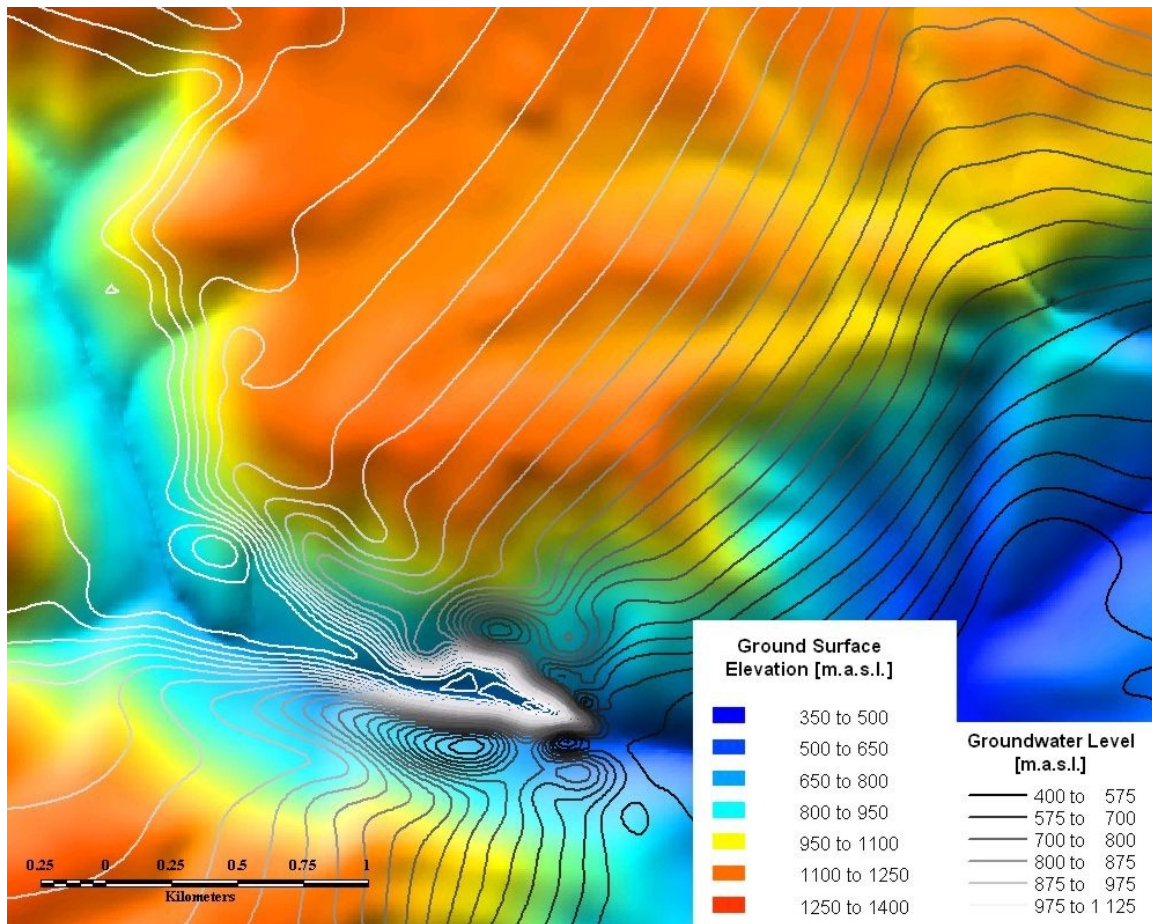 Ground Surface
Elevation [m.a.s.l.]
350 to 500
500 to 650
650 to 800
800 to 950
950 to 1100
1100 to 1250
1250 to 1400
Groundwater Level
[m.a.s.l.]
400 to 575
575 to 700
700 to 800
800 to 875
875 to 975
975 to 1 125
0.25 0 0.25 0.5 0.75 1
Kilometers